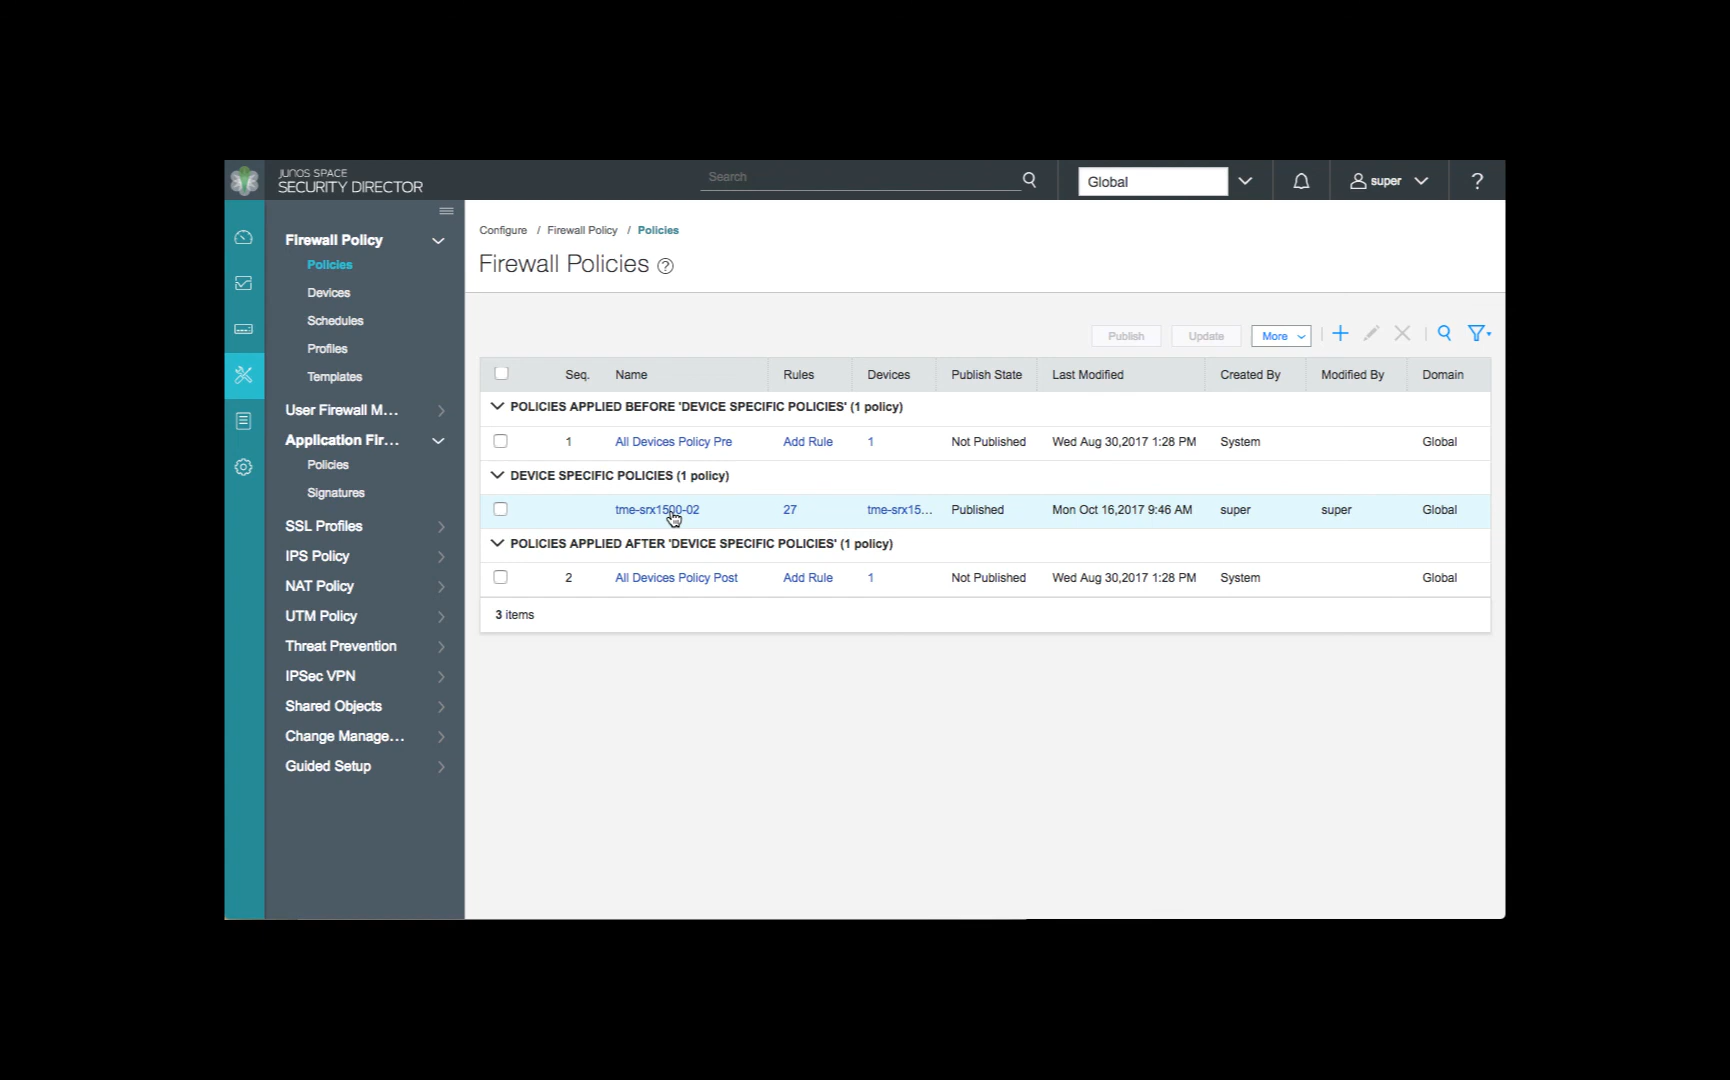 JUNOS SPACE
SECURITY DIRECTOR
Search
Global
super
?
Firewall Policy
Policies
Devices
Schedules
Profiles
Templates
User Firewall M...
Application Fir...
Policies
Signatures
SSL Profiles
IPS Policy
NAT Policy
UTM Policy
Threat Prevention
IPSec VPN
Shared Objects
Change Manage...
Guided Setup
Configure / Firewall Policy / Policies
Firewall Policies ?
Publish Update More
Seq. Name Rules Devices Publish State Last Modified Created By Modified By Domain
POLICIES APPLIED BEFORE 'DEVICE SPECIFIC POLICIES' (1 policy)
1 All Devices Policy Pre Add Rule 1 Not Published Wed Aug 30,2017 1:28 PM System Global
DEVICE SPECIFIC POLICIES (1 policy)
tme-srx1500-02 27 tme-srx15... Published Mon Oct 16,2017 9:46 AM super super Global
POLICIES APPLIED AFTER 'DEVICE SPECIFIC POLICIES' (1 policy)
2 All Devices Policy Post Add Rule 1 Not Published Wed Aug 30,2017 1:28 PM System Global
3 items